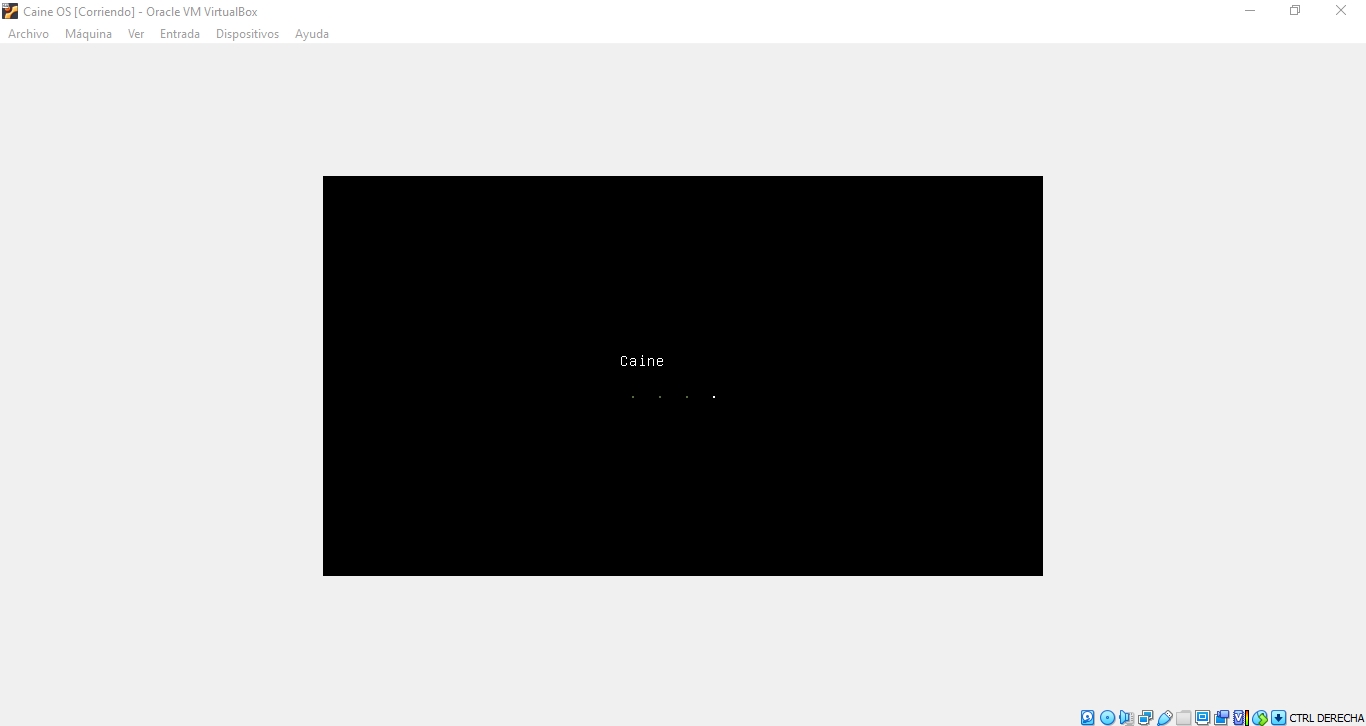 Caine OS [Corriendo] - Oracle VM VirtualBox
Archivo Máquina Ver Entrada Dispositivos Ayuda
Caine
CTRL DERECHA